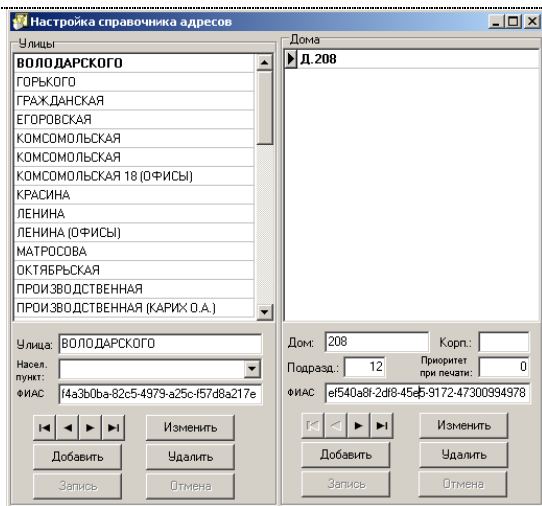 Настройка справочника адресов
Улицы
ВОЛОДАРСКОГО
ГОРЬКОГО
ГРАЖДАНСКАЯ
ЕГОРОВСКАЯ
КОМСОМОЛЬСКАЯ
КОМСОМОЛЬСКАЯ
КОМСОМОЛЬСКАЯ 18 (ОФИСЫ)
КРАСИНА
ЛЕНИНА
ЛЕНИНА (ОФИСЫ)
МАТРОСОВА
ОКТЯБРЬСКАЯ
ПРОИЗВОДСТВЕННАЯ
ПРОИЗВОДСТВЕННАЯ (КАРИХ О.А.)
Улица: ВОЛОДАРСКОГО
Насел. пункт:
ФИАС f4a3b0ba-82c5-4979-a25c-f57d8a217e
Изменить
Добавить Удалить
Запись Отмена
Дома
Д.208
Дом: 208 Корп.:
Подразд.: 12 Приоритет при печати: 0
ФИАС ef540a8f-2df8-45e5-9172-47300994978
Изменить
Добавить Удалить
Запись Отмена